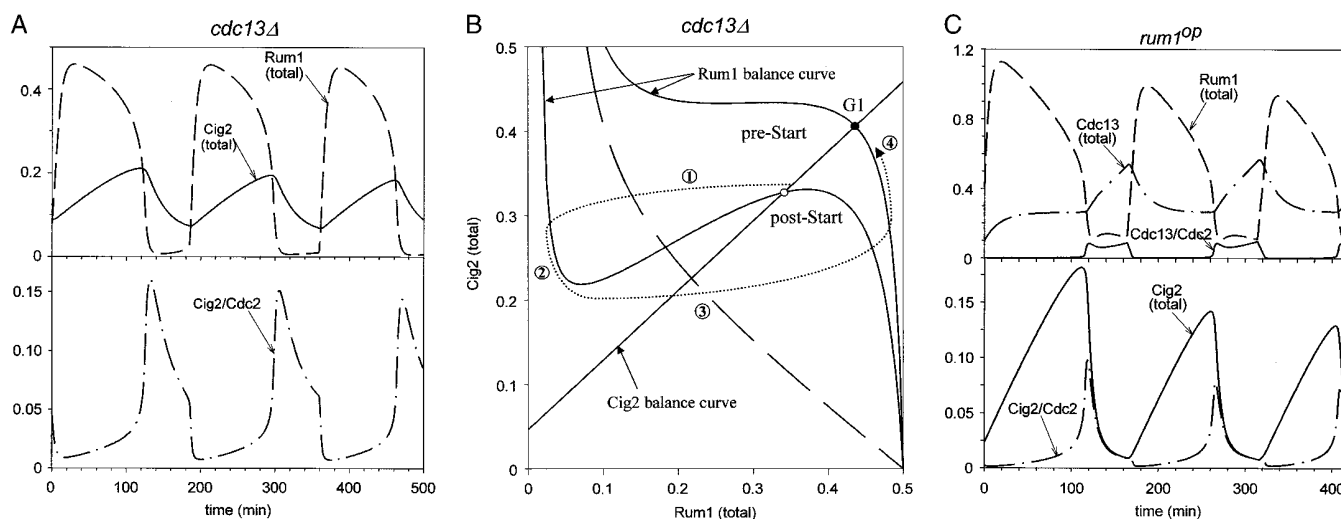 A
cdc13Δ
0.4
0.2
0
Rum1
(total)
Cig2
(total)
0.15
0.10
0.05
0
Cig2/Cdc2
0 100 200 300 400 500
time (min)
B
cdc13Δ
0.5
0.4
0.3
0.2
0.1
0
Cig2 (total)
Rum1 balance curve
G1
pre-Start
④
①
post-Start
②
③
Cig2 balance curve
0 0.1 0.2 0.3 0.4 0.5
Rum1 (total)
C
rum1op
1.2
0.8
0.4
0.0
Rum1
(total)
Cdc13
(total)
Cdc13/Cdc2
0.15
0.10
0.05
0
Cig2
(total)
Cig2/Cdc2
0 100 200 300 400
time (min)